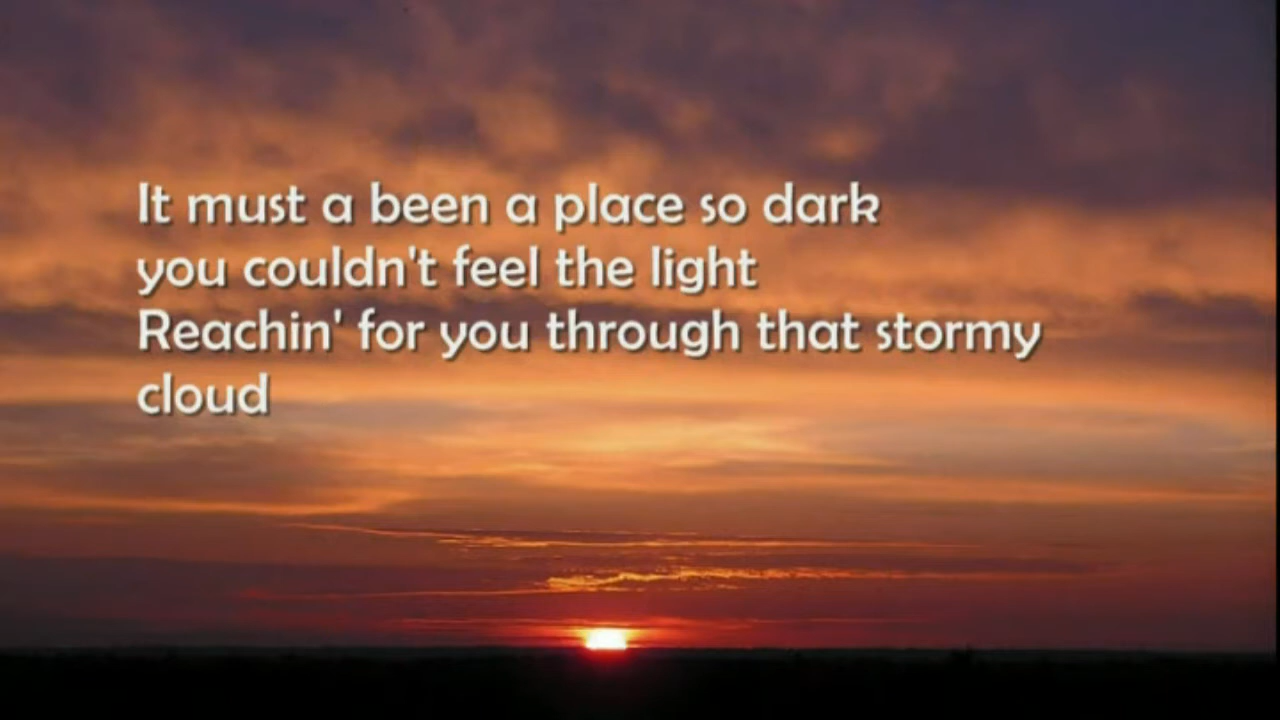 It must a been a place so dark
you couldn't feel the light
Reachin' for you through that stormy
cloud